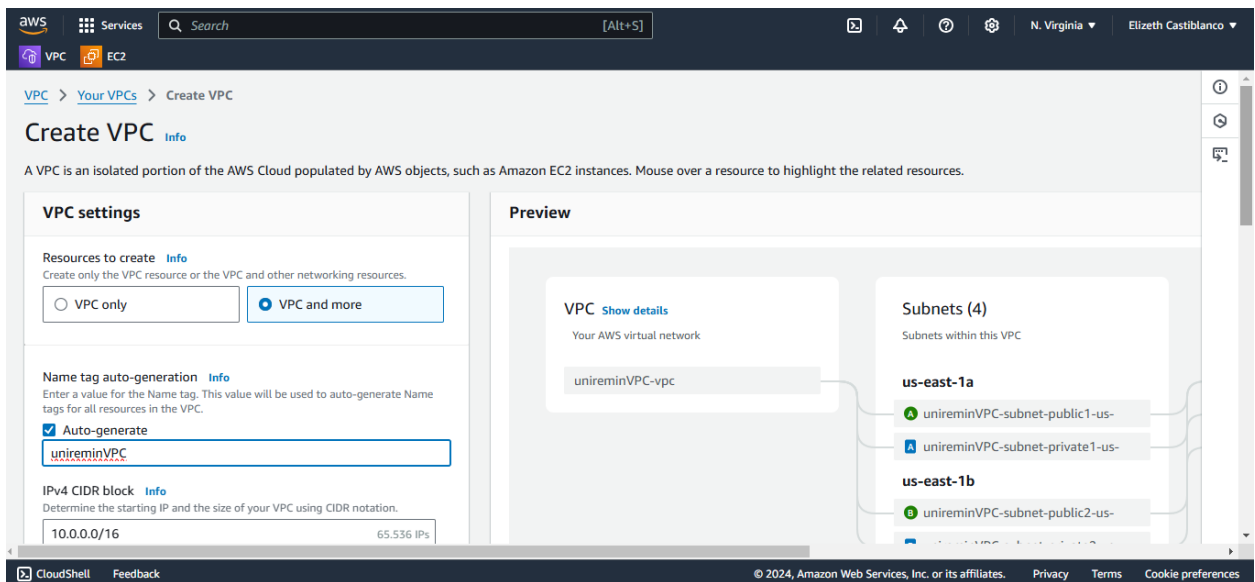 aws
Services
Search
[Alt+S]
N. Virginia
Elizeth Castiblanco
VPC
EC2
VPC > Your VPCs > Create VPC
Create VPC Info
A VPC is an isolated portion of the AWS Cloud populated by AWS objects, such as Amazon EC2 instances. Mouse over a resource to highlight the related resources.
VPC settings
Resources to create Info
Create only the VPC resource or the VPC and other networking resources.
VPC only
VPC and more
Name tag auto-generation Info
Enter a value for the Name tag. This value will be used to auto-generate Name
tags for all resources in the VPC.
Auto-generate
unireminVPC
IPv4 CIDR block Info
Determine the starting IP and the size of your VPC using CIDR notation.
10.0.0.0/16
65.536 IPs
Preview
VPC Show details
Your AWS virtual network
unireminVPC-vpc
Subnets (4)
Subnets within this VPC
us-east-1a
A unireminVPC-subnet-public1-us-
A unireminVPC-subnet-private1-us-
us-east-1b
B unireminVPC-subnet-public2-us-
CloudShell
Feedback
© 2024, Amazon Web Services, Inc. or its affiliates.
Privacy
Terms
Cookie preferences